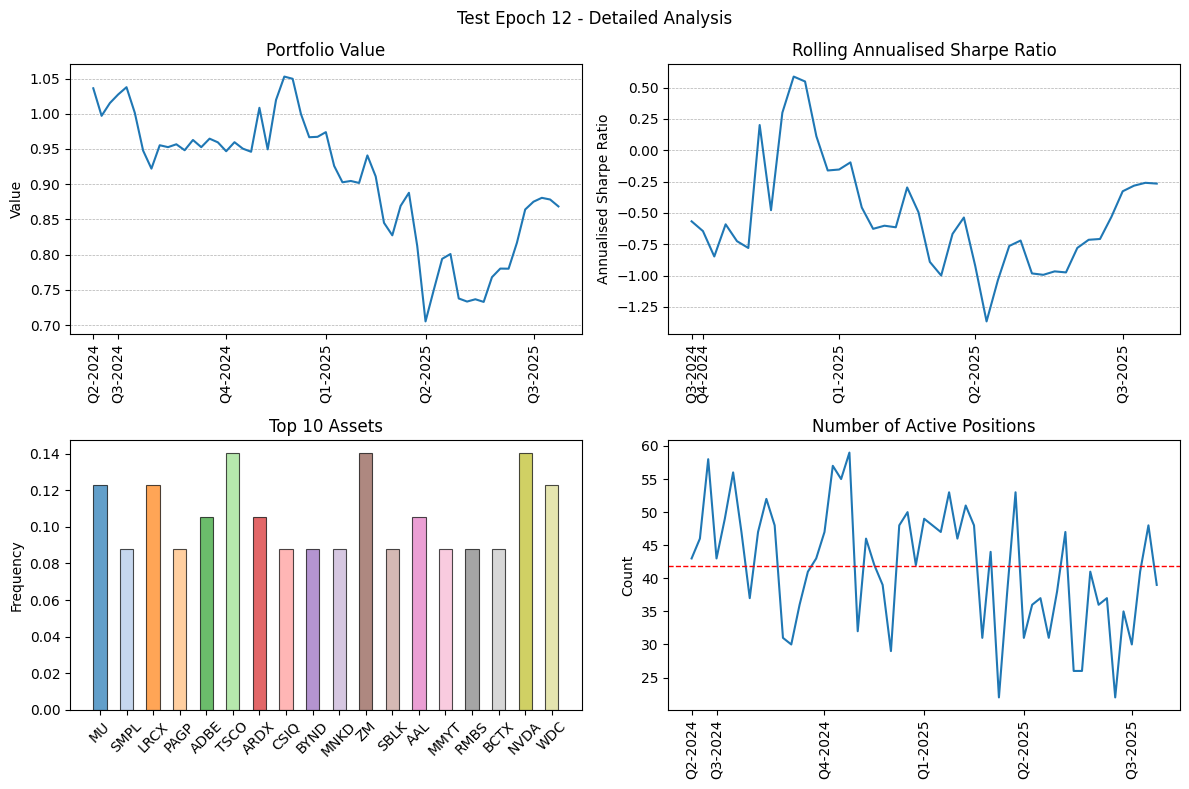 Test Epoch 12 - Detailed Analysis
Portfolio Value
Value
1.05
1.00
0.95
0.90
0.85
0.80
0.75
0.70
Q2-2024
Q3-2024
Q4-2024
Q1-2025
Q2-2025
Q3-2025
Rolling Annualised Sharpe Ratio
Annualised Sharpe Ratio
0.50
0.25
0.00
−0.25
−0.50
−0.75
−1.00
−1.25
Q3-2024
Q4-2024
Q1-2025
Q2-2025
Q3-2025
Top 10 Assets
Frequency
0.14
0.12
0.10
0.08
0.06
0.04
0.02
0.00
MU
SMPL
LRCX
PAGP
ADBE
TSCO
ARDX
CSIQ
BYND
MNKD
ZM
SBLK
AAL
MMYT
RMBS
BCTX
NVDA
WDC
Number of Active Positions
Count
60
55
50
45
40
35
30
25
Q2-2024
Q3-2024
Q4-2024
Q1-2025
Q2-2025
Q3-2025